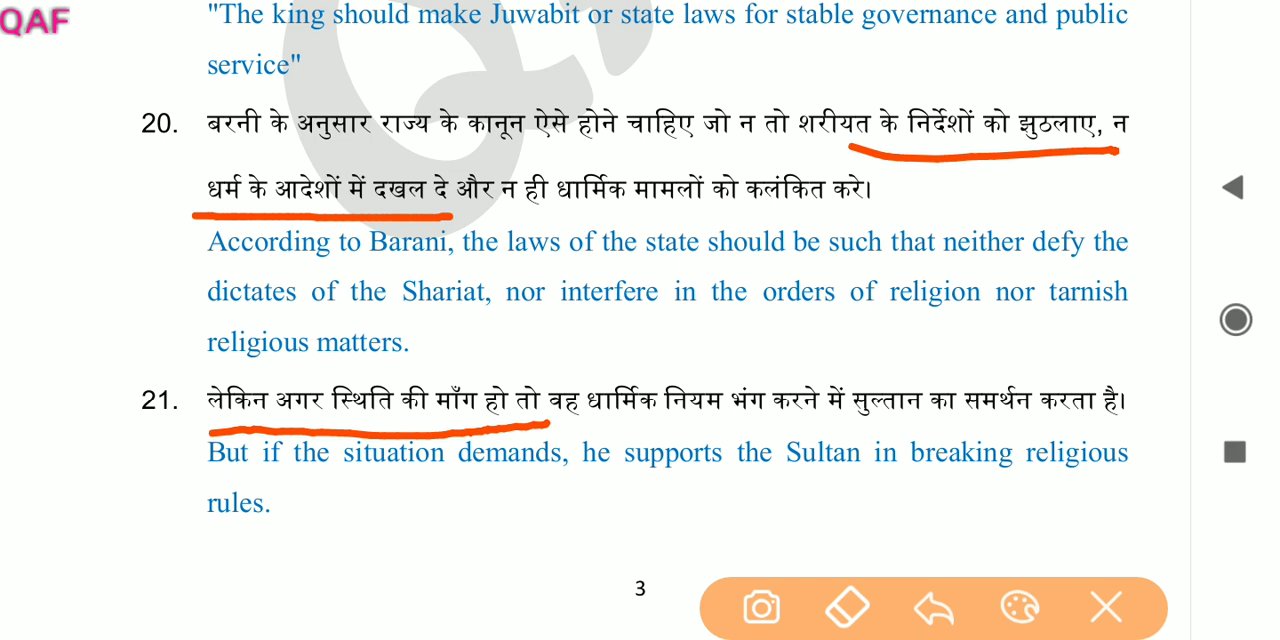 QAF
"The king should make Juwabit or state laws for stable governance and public
service"
20. बरनी के अनुसार राज्य के कानून ऐसे होने चाहिए जो न तो शरीयत के निर्देशों को झुठलाए, न
धर्म के आदेशों में दखल दे और न ही धार्मिक मामलों को कलंकित करे।
According to Barani, the laws of the state should be such that neither defy the
dictates of the Shariat, nor interfere in the orders of religion nor tarnish
religious matters.
21. लेकिन अगर स्थिति की माँग हो तो वह धार्मिक नियम भंग करने में सुल्तान का समर्थन करता है।
But if the situation demands, he supports the Sultan in breaking religious
rules.
3